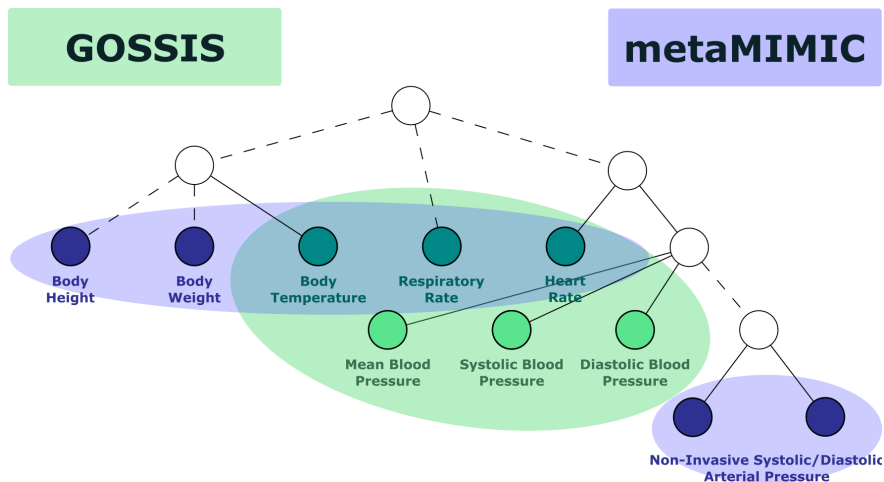 GOSSIS
metaMIMIC
Body
Height
Body
Weight
Body
Temperature
Respiratory
Rate
Heart
Rate
Mean Blood
Pressure
Systolic Blood
Pressure
Diastolic Blood
Pressure
Non-Invasive Systolic/Diastolic
Arterial Pressure